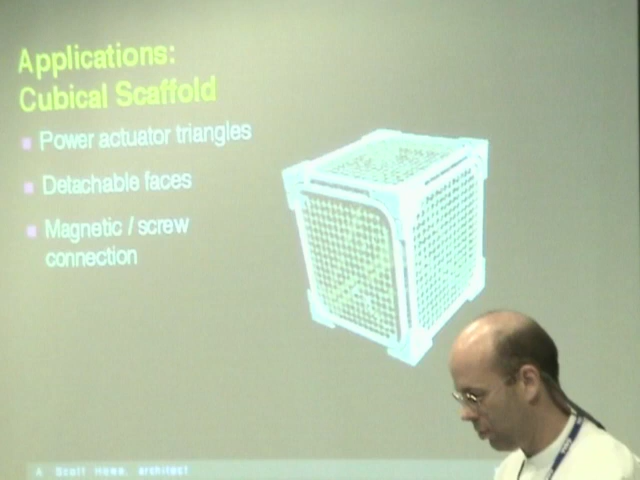 Applications:
Cubical Scaffold
Power actuator triangles
Detachable faces
Magnetic / screw
connection
A Scott Howe, architect